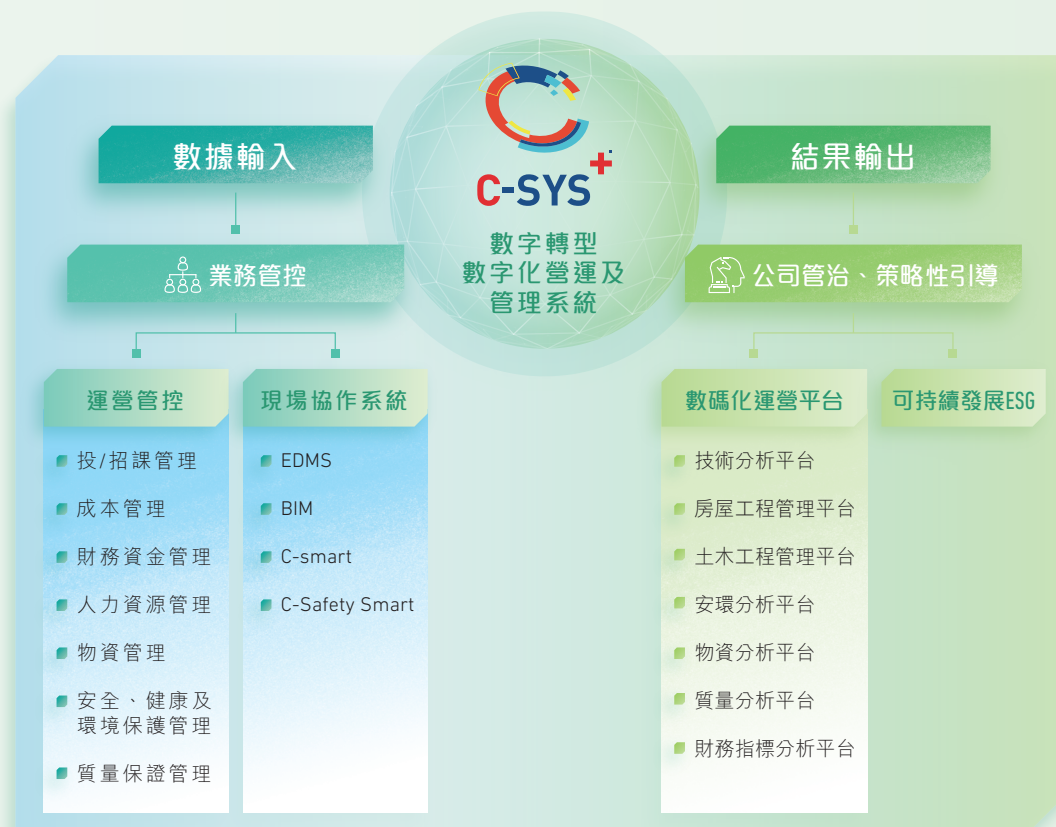 C-SYS+
數字轉型
數字化營運及
管理系統
數據輸入
業務管控
運營管控
投/招課管理
成本管理
財務資金管理
人力資源管理
物資管理
安全、健康及
環境保護管理
質量保證管理
現場協作系統
EDMS
BIM
C-smart
C-Safety Smart
結果輸出
公司管治、策略性引導
數碼化運營平台
技術分析平台
房屋工程管理平台
土木工程管理平台
安環分析平台
物資分析平台
質量分析平台
財務指標分析平台
可持續發展ESG